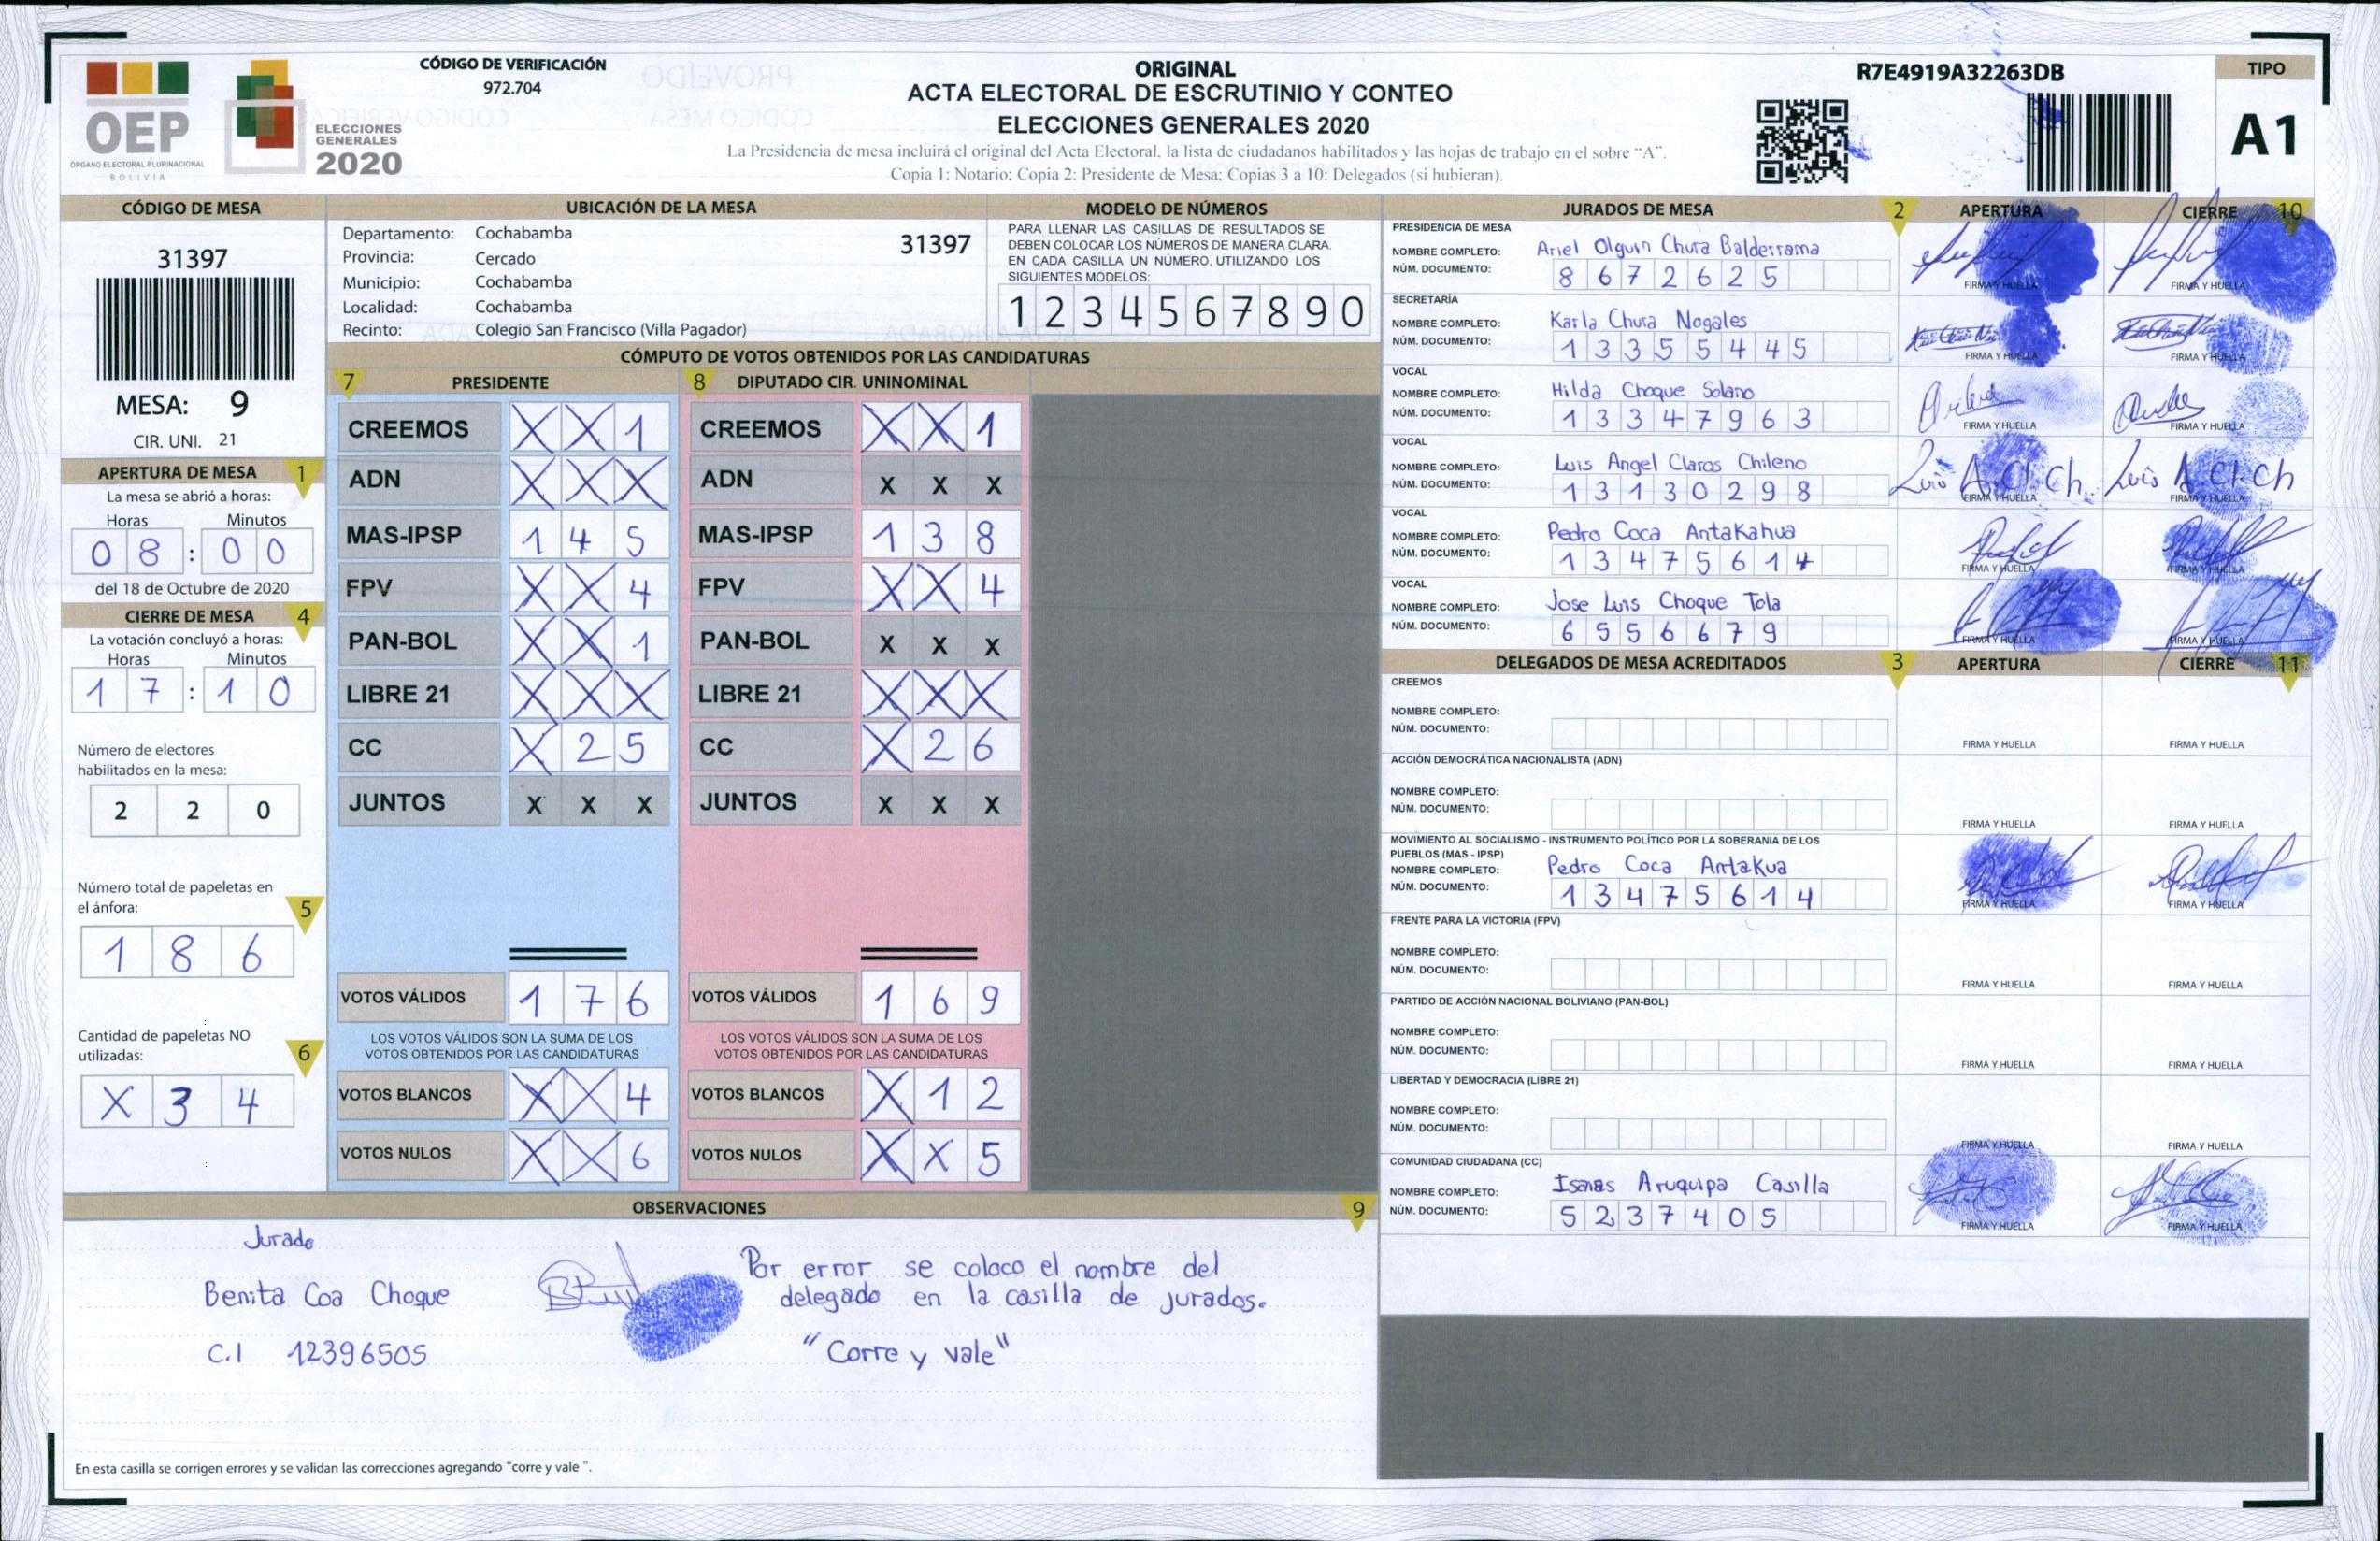 OEP
ÓRGANO ELECTORAL PLURINACIONAL
BOLIVIA
ELECCIONES
GENERALES
2020
CÓDIGO DE VERIFICACIÓN
972.704
ORIGINAL
ACTA ELECTORAL DE ESCRUTINIO Y CONTEO
ELECCIONES GENERALES 2020
La Presidencia de mesa incluirá el original del Acta Electoral, la lista de ciudadanos habilitados y las hojas de trabajo en el sobre “A”.
Copia 1: Notario; Copia 2: Presidente de Mesa; Copias 3 a 10: Delegados (si hubieran).
R7E4919A32263DB
TIPO
A1
CÓDIGO DE MESA
31397
MESA: 9
CIR. UNI. 21
APERTURA DE MESA 1
La mesa se abrió a horas:
Horas Minutos
0 8 : 0 0
del 18 de Octubre de 2020
CIERRE DE MESA 4
La votación concluyó a horas:
Horas Minutos
1 7 : 1 0
Número de electores
habilitados en la mesa:
2 2 0
Número total de papeletas en
el ánfora: 5
1 8 6
Cantidad de papeletas NO
utilizadas: 6
X 3 4
UBICACIÓN DE LA MESA
Departamento: Cochabamba 31397
Provincia: Cercado
Municipio: Cochabamba
Localidad: Cochabamba
Recinto: Colegio San Francisco (Villa Pagador)
MODELO DE NÚMEROS
PARA LLENAR LAS CASILLAS DE RESULTADOS SE
DEBEN COLOCAR LOS NÚMEROS DE MANERA CLARA.
EN CADA CASILLA UN NÚMERO, UTILIZANDO LOS
SIGUIENTES MODELOS:
1 2 3 4 5 6 7 8 9 0
CÓMPUTO DE VOTOS OBTENIDOS POR LAS CANDIDATURAS
7 PRESIDENTE
CREEMOS X X 1
ADN X X X
MAS-IPSP 1 4 5
FPV X X 4
PAN-BOL X X 1
LIBRE 21 X X X
CC X 2 5
JUNTOS X X X
VOTOS VÁLIDOS 1 7 6
LOS VOTOS VÁLIDOS SON LA SUMA DE LOS
VOTOS OBTENIDOS POR LAS CANDIDATURAS
VOTOS BLANCOS X X 4
VOTOS NULOS X X 6
8 DIPUTADO CIR. UNINOMINAL
CREEMOS X X 1
ADN X X X
MAS-IPSP 1 3 8
FPV X X 4
PAN-BOL X X X
LIBRE 21 X X X
CC X 2 6
JUNTOS X X X
VOTOS VÁLIDOS 1 6 9
LOS VOTOS VÁLIDOS SON LA SUMA DE LOS
VOTOS OBTENIDOS POR LAS CANDIDATURAS
VOTOS BLANCOS X 1 2
VOTOS NULOS X X 5
JURADOS DE MESA 2 APERTURA CIERRE 10
PRESIDENCIA DE MESA
NOMBRE COMPLETO: Ariel Olguin Chura Balderrama
NÚM. DOCUMENTO: 8 6 7 2 6 2 5
FIRMA Y HUELLA FIRMA Y HUELLA
SECRETARÍA
NOMBRE COMPLETO: Karla Chura Nogales
NÚM. DOCUMENTO: 1 3 3 5 5 4 4 5
FIRMA Y HUELLA FIRMA Y HUELLA
VOCAL
NOMBRE COMPLETO: Hilda Choque Solano
NÚM. DOCUMENTO: 1 3 3 4 7 9 6 3
FIRMA Y HUELLA FIRMA Y HUELLA
VOCAL
NOMBRE COMPLETO: Luis Angel Claros Chileno
NÚM. DOCUMENTO: 1 3 1 3 0 2 9 8
Luis A. Cl. Ch. Luis A Cl. Ch
FIRMA Y HUELLA FIRMA Y HUELLA
VOCAL
NOMBRE COMPLETO: Pedro Coca Antakahua
NÚM. DOCUMENTO: 1 3 4 7 5 6 1 4
FIRMA Y HUELLA FIRMA Y HUELLA
VOCAL
NOMBRE COMPLETO: Jose Luis Choque Tola
NÚM. DOCUMENTO: 6 5 5 6 6 7 9
FIRMA Y HUELLA FIRMA Y HUELLA
DELEGADOS DE MESA ACREDITADOS 3 APERTURA CIERRE 11
CREEMOS
NOMBRE COMPLETO:
NÚM. DOCUMENTO:
FIRMA Y HUELLA FIRMA Y HUELLA
ACCIÓN DEMOCRÁTICA NACIONALISTA (ADN)
NOMBRE COMPLETO:
NÚM. DOCUMENTO:
FIRMA Y HUELLA FIRMA Y HUELLA
MOVIMIENTO AL SOCIALISMO - INSTRUMENTO POLÍTICO POR LA SOBERANIA DE LOS
PUEBLOS (MAS - IPSP)
NOMBRE COMPLETO: Pedro Coca Antakua
NÚM. DOCUMENTO: 1 3 4 7 5 6 1 4
FIRMA Y HUELLA FIRMA Y HUELLA
FRENTE PARA LA VICTORIA (FPV)
NOMBRE COMPLETO:
NÚM. DOCUMENTO:
FIRMA Y HUELLA FIRMA Y HUELLA
PARTIDO DE ACCIÓN NACIONAL BOLIVIANO (PAN-BOL)
NOMBRE COMPLETO:
NÚM. DOCUMENTO:
FIRMA Y HUELLA FIRMA Y HUELLA
LIBERTAD Y DEMOCRACIA (LIBRE 21)
NOMBRE COMPLETO:
NÚM. DOCUMENTO:
FIRMA Y HUELLA FIRMA Y HUELLA
COMUNIDAD CIUDADANA (CC)
NOMBRE COMPLETO: Isaias Aruquipa Casilla
NÚM. DOCUMENTO: 5 2 3 7 4 0 5
FIRMA Y HUELLA FIRMA Y HUELLA
OBSERVACIONES 9
Jurado
Benita Coa Choque
C.I 12396505
Por error se coloco el nombre del
delegado en la casilla de jurados.
"Corre y vale"
En esta casilla se corrigen errores y se validan las correcciones agregando “corre y vale ”.